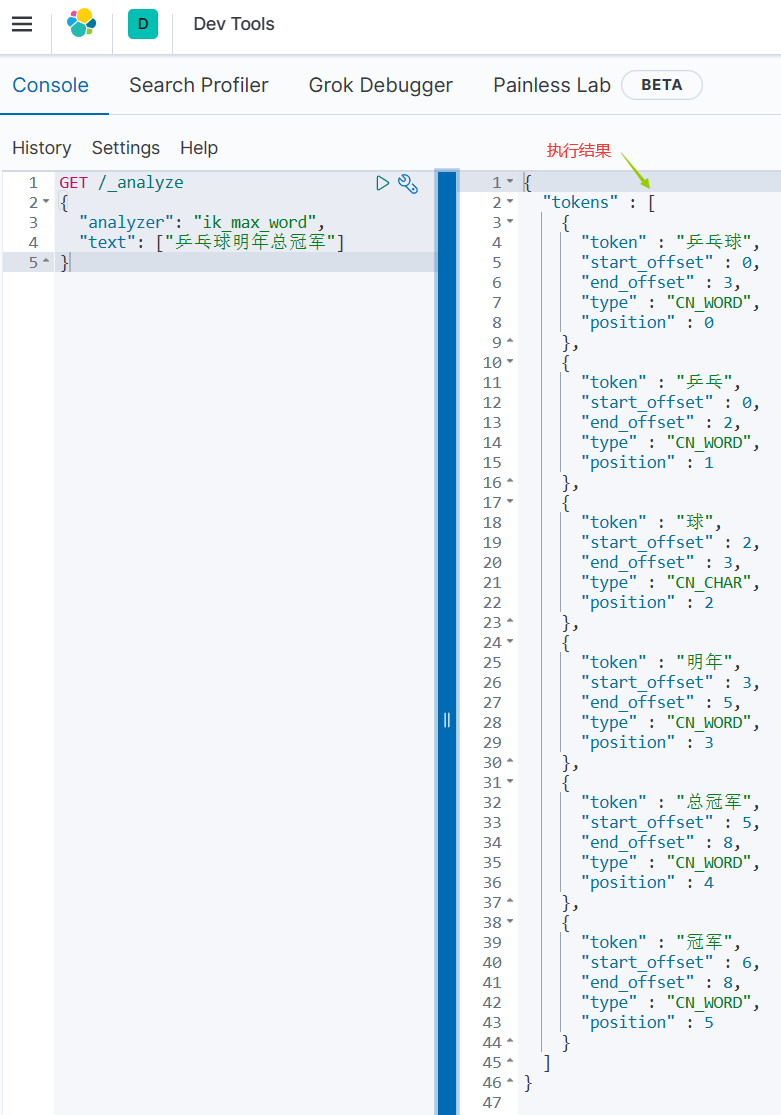 D Dev Tools
Console Search Profiler Grok Debugger Painless Lab BETA
History Settings Help
执行结果
1 GET /_analyze
2 {
3 "analyzer": "ik_max_word",
4 "text": ["乒乓球明年总冠军"]
5 }
1 {
2 "tokens" : [
3 {
4 "token" : "乒乓球",
5 "start_offset" : 0,
6 "end_offset" : 3,
7 "type" : "CN_WORD",
8 "position" : 0
9 },
10 {
11 "token" : "乒乓",
12 "start_offset" : 0,
13 "end_offset" : 2,
14 "type" : "CN_WORD",
15 "position" : 1
16 },
17 {
18 "token" : "球",
19 "start_offset" : 2,
20 "end_offset" : 3,
21 "type" : "CN_CHAR",
22 "position" : 2
23 },
24 {
25 "token" : "明年",
26 "start_offset" : 3,
27 "end_offset" : 5,
28 "type" : "CN_WORD",
29 "position" : 3
30 },
31 {
32 "token" : "总冠军",
33 "start_offset" : 5,
34 "end_offset" : 8,
35 "type" : "CN_WORD",
36 "position" : 4
37 },
38 {
39 "token" : "冠军",
40 "start_offset" : 6,
41 "end_offset" : 8,
42 "type" : "CN_WORD",
43 "position" : 5
44 }
45 ]
46 }
47